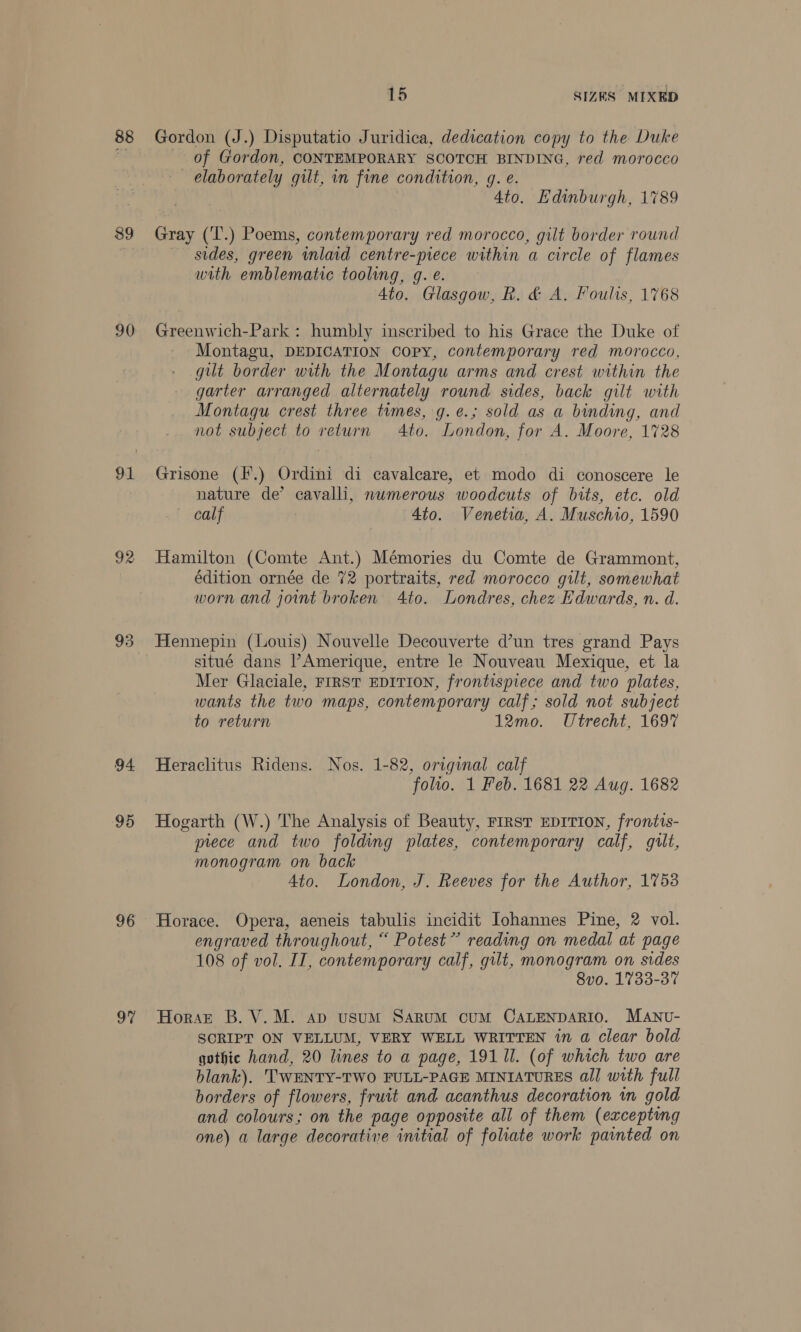 15 SIZES MIXED
88 Gordon (J.) Disputatio Juridica, dedication copy to the Duke
of Gordon, CONTEMPORARY SCOTCH BINDING, red morocco
elaborately gilt, in fine condition, g. e.
4to. Edinburgh, 1789
89 Gray (T.) Poems, contemporary red morocco, gilt border round
sides, green inlaid centre-piece within a circle of flames
with emblematic tooling, g. e.
4to. Glasgow, R. & A. Foulis, 1768
90 Greenwich-Park : humbly inscribed to his Grace the Duke of
Montagu, DEDICATION COPY, contemporary red morocco,
gilt border with the Montagu arms and crest within the
garter arranged alternately round sides, back gilt with
Montagu crest three times, g. e.; sold as a binding, and
not subject to return 4to. London, for A. Moore, 1728
91 Grisone (F.) Ordini di cavalcare, et modo di conoscere le
nature de' cavalli, numerous woodcuts of bits, etc. old
calf 4to. Venetia, A. Muschio, 1590
92 Hamilton (Comte Ant.) Mémories du Comte de Grammont,
édition ornée de 72 portraits, red morocco gilt, somewhat
worn and joint broken 4to. Londres, chez Edwards, n. d.
93 Hennepin (Louis) Nouvelle Decouverte d'un tres grand Pays
situé dans l'Amerique, entre le Nouveau Mexique, et la
Mer Glaciale, FIRST EDITION, frontispiece and two plates,
wants the two maps, contemporary calf; sold not subject
to return 12mo. Utrecht, 1697
94 Heraclitus Ridens. Nos. 1-82, original calf
folio. 1 Feb. 1681 22 Aug. 1682
95 Hogarth (W.) The Analysis of Beauty, FIRST EDITION, frontis-
piece and two folding plates, contemporary calf, gilt,
monogram on back
4to. London, J. Reeves for the Author, 1753
96 Horace. Opera, aeneis tabulis incidit Iohannes Pine, 2 vol.
engraved throughout, "Potest" reading on medal at page
108 of vol. II, contemporary calf, gilt, monogram on sides
8vo. 1733-37
97 HORAE B. V. M. AD USUM SARUM CUM CALENDARIO. MANU-
SCRIPT ON VELLUM, VERY WELL WRITTEN in a clear bold
gothic hand, 20 lines to a page, 191 ll. (of which two are
blank). TWENTY-TWO FULL-PAGE MINIATURES all with full
borders of flowers, fruit and acanthus decoration in gold
and colours; on the page opposite all of them (excepting
one) a large decorative initial of foliate work painted on